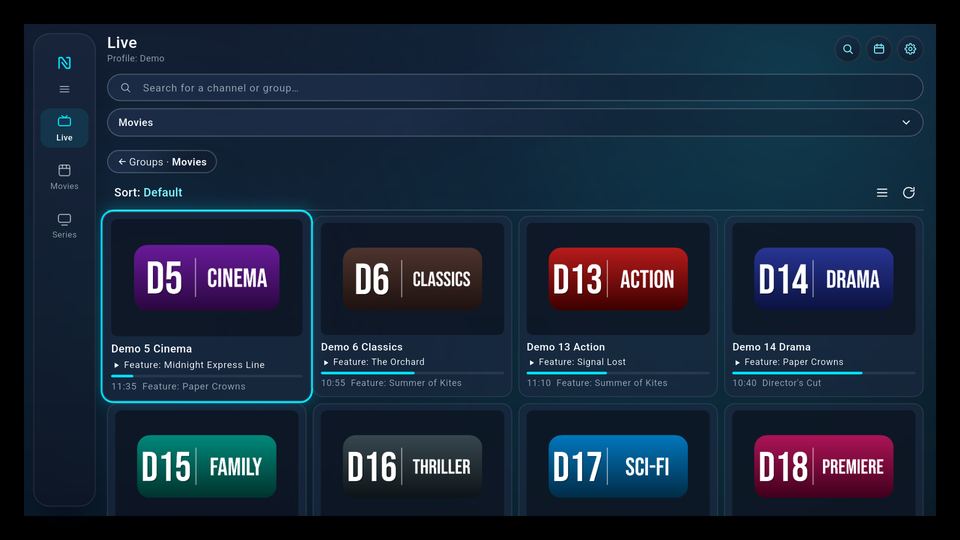 Live
Profile: Demo
Search for a channel or group…
Movies
Live
Movies
Series
← Groups · Movies
Sort: Default
D5 CINEMA
D6 CLASSICS
D13 ACTION
D14 DRAMA
Demo 5 Cinema
Feature: Midnight Express Line
11:35 Feature: Paper Crowns
Demo 6 Classics
Feature: The Orchard
10:55 Feature: Summer of Kites
Demo 13 Action
Feature: Signal Lost
11:10 Feature: Summer of Kites
Demo 14 Drama
Feature: Paper Crowns
10:40 Director's Cut
D15 FAMILY
D16 THRILLER
D17 SCI-FI
D18 PREMIERE